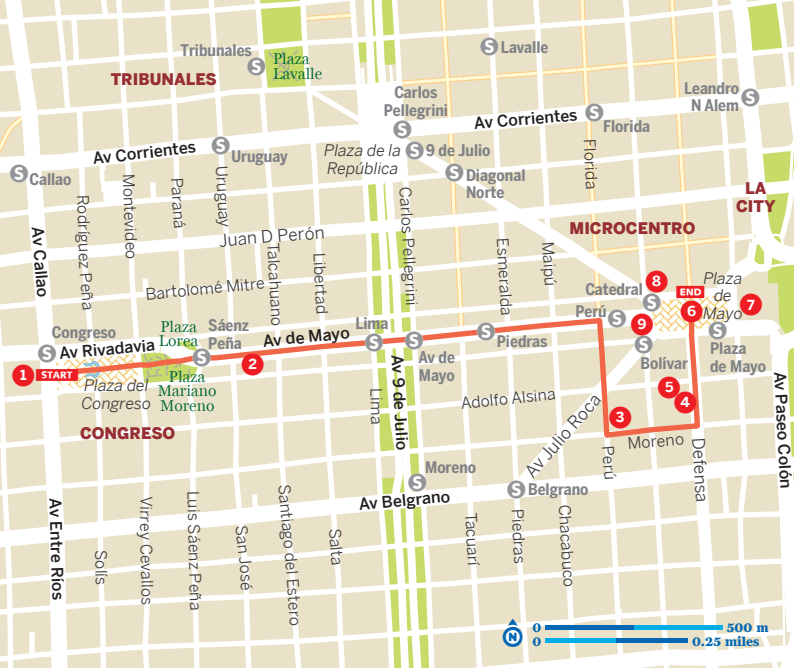 Tribunales
Plaza
Lavalle
TRIBUNALES
Lavalle
Carlos
Pellegrini
Leandro
N Alem
Av Corrientes
Florida
Av Corrientes
Uruguay
Plaza de la
República
9 de Julio
Diagonal
Norte
Callao
Florida
LA
CITY
Rodríguez Peña
Montevideo
Paraná
Uruguay
Av Callao
Juan D Perón
Talcahuano
Libertad
Carlos Pellegrini
Esmeralda
Maipú
MICROCENTRO
Bartolomé Mitre
Catedral
8
END
Plaza
de
Mayo
7
6
Perú
9
Congreso
Plaza
Lorea
Sáenz
Peña
Lima
Av de Mayo
Av Rivadavia
Piedras
Bolívar
Plaza
de Mayo
1
START
2
Av de
Mayo
Plaza del
Congreso
Plaza
Mariano
Moreno
Lima
Av 9 de Julio
Adolfo Alsina
5
4
3
Av Paseo Colón
CONGRESO
Av Julio Roca
Moreno
Perú
Defensa
Moreno
Belgrano
Av Belgrano
Av Entre Ríos
Solís
Virrey Cevallos
Luis Sáenz Peña
San José
Santiago del Estero
Salta
Tacuarí
Piedras
Chacabuco
N
0 500 m
0 0.25 miles